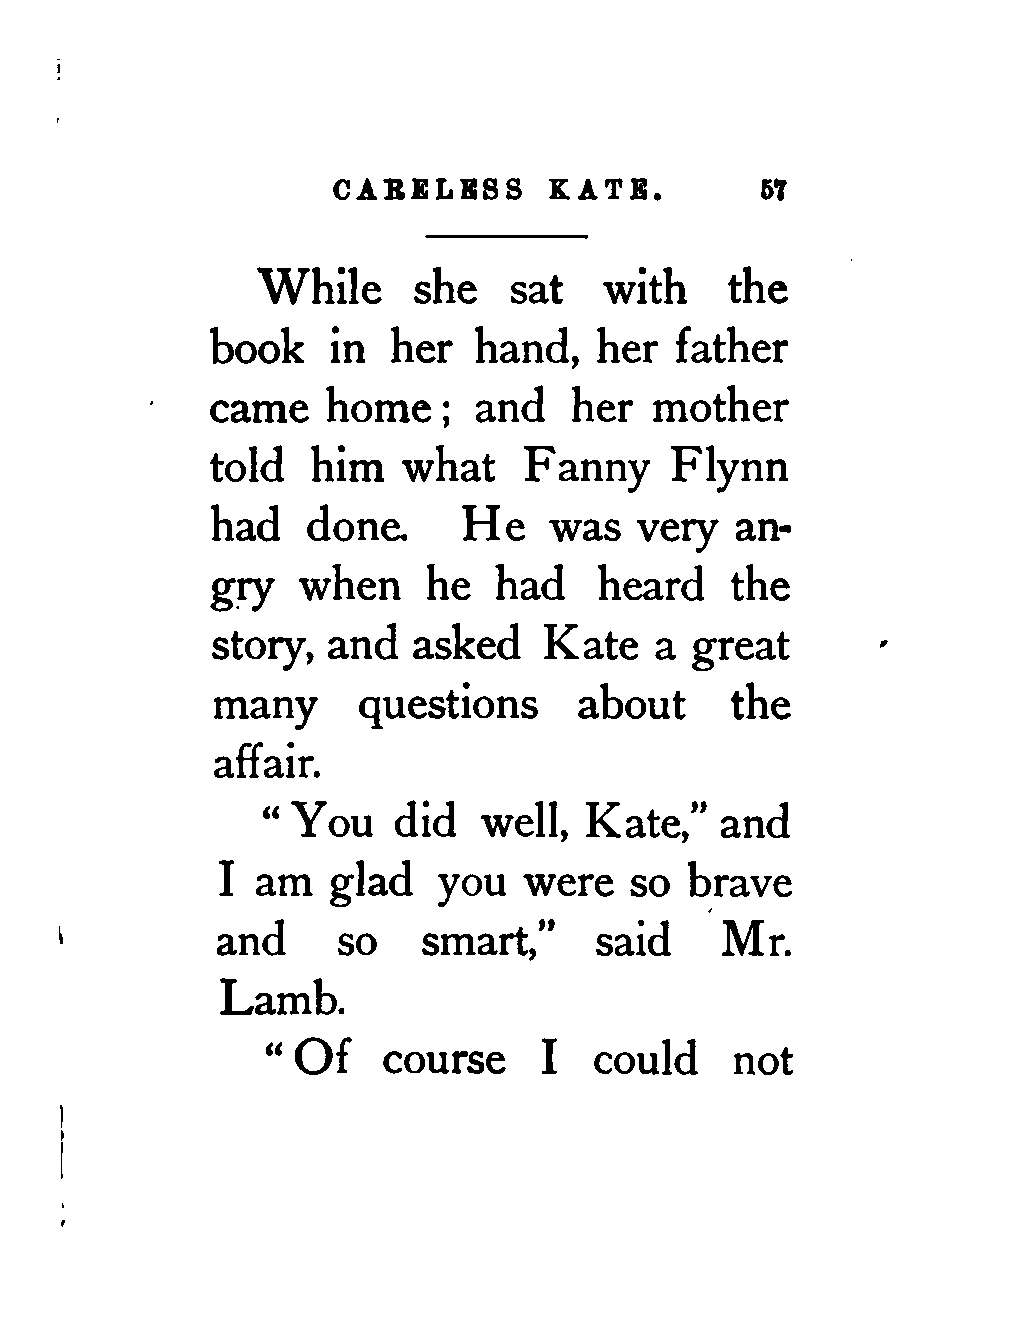 CARELESS KATE. 57
While she sat with the
book in her hand, her father
came home; and her mother
told him what Fanny Flynn
had done. He was very an-
gry when he had heard the
story, and asked Kate a great
many questions about the
affair.
“You did well, Kate,” and
I am glad you were so brave
and so smart,” said Mr.
Lamb.
“Of course I could not